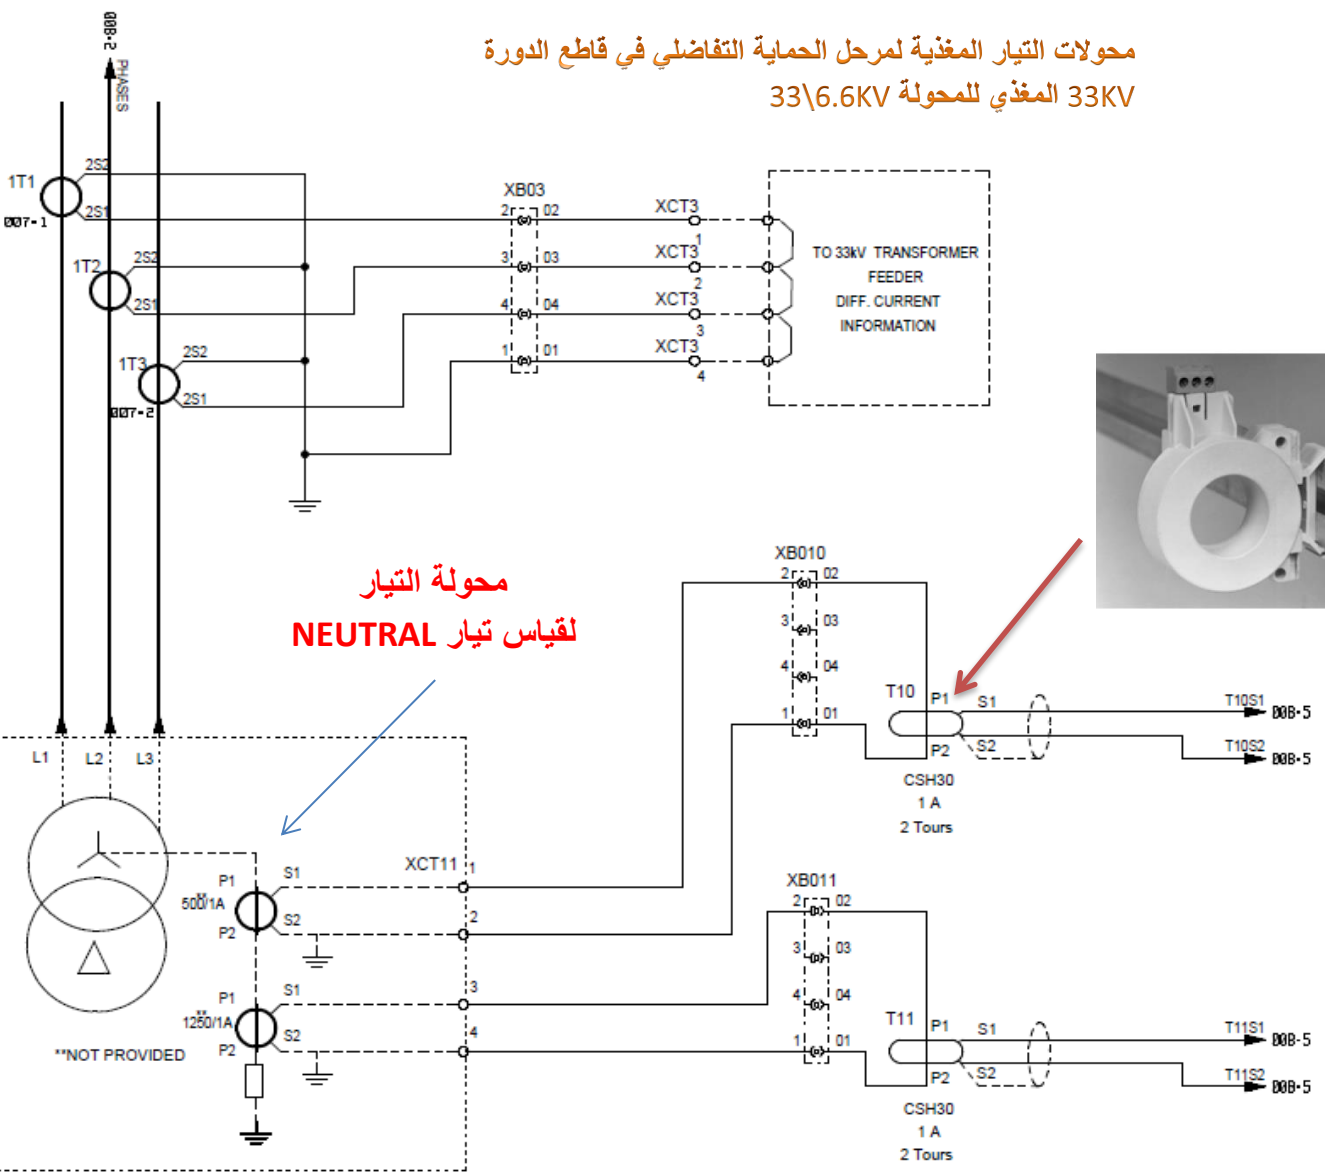 محولات التيار المغذية لمرحل الحماية التفاضلي في قاطع الدورة
33KV المغذي للمحولة 33\6.6KV
00B-2
PHASES
1T1
007-1
2S2
2S1
1T2
2S2
2S1
1T3
007-2
2S2
2S1
XB03
2 02
3 03
4 04
1 01
XCT3
1
XCT3
2
XCT3
3
XCT3
4
TO 33kV TRANSFORMER
FEEDER
DIFF. CURRENT
INFORMATION
محولة التيار
لقياس تيار NEUTRAL
XB010
2 02
3 03
4 04
1 01
T10
P1
P2
S1
S2
CSH30
1 A
2 Tours
T10S1
00B-5
T10S2
00B-5
L1 L2 L3
P1
**
500/1A
P2
S1
S2
XCT11
1
2
P1
**
1250/1A
P2
S1
S2
3
4
**NOT PROVIDED
XB011
2 02
3 03
4 04
1 01
T11
P1
P2
S1
S2
CSH30
1 A
2 Tours
T11S1
00B-5
T11S2
00B-5